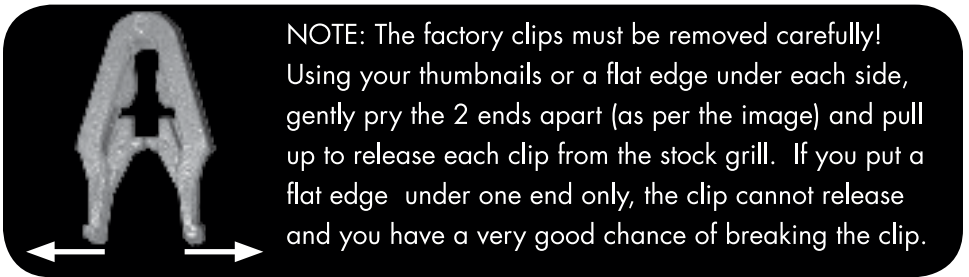 NOTE: The factory clips must be removed carefully!
Using your thumbnails or a flat edge under each side,
gently pry the 2 ends apart (as per the image) and pull
up to release each clip from the stock grill.  If you put a
flat edge  under one end only, the clip cannot release
and you have a very good chance of breaking the clip.